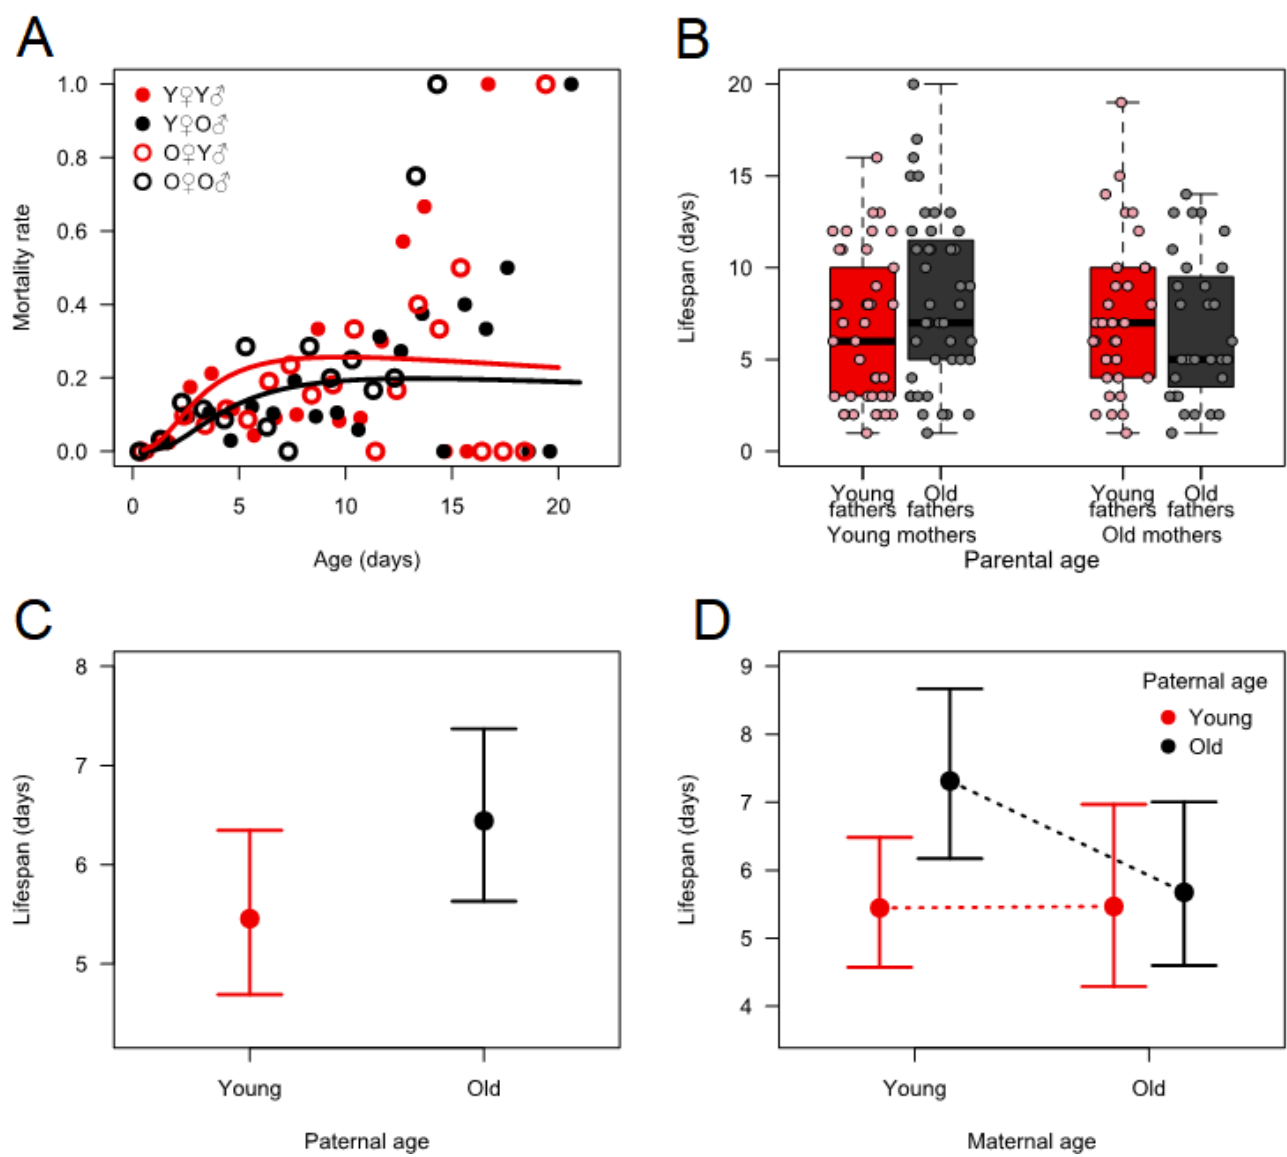 A
1.0
0.8
0.6
0.4
0.2
0.0
Mortality rate
Y♀Y♂
Y♀O♂
O♀Y♂
O♀O♂
0 5 10 15 20
Age (days)
B
20
15
10
5
0
Lifespan (days)
Young fathers
Old fathers
Young fathers
Old fathers
Young mothers
Old mothers
Parental age
C
8
7
6
5
Lifespan (days)
Young Old
Paternal age
D
9
8
7
6
5
4
Lifespan (days)
Paternal age
Young
Old
Young Old
Maternal age